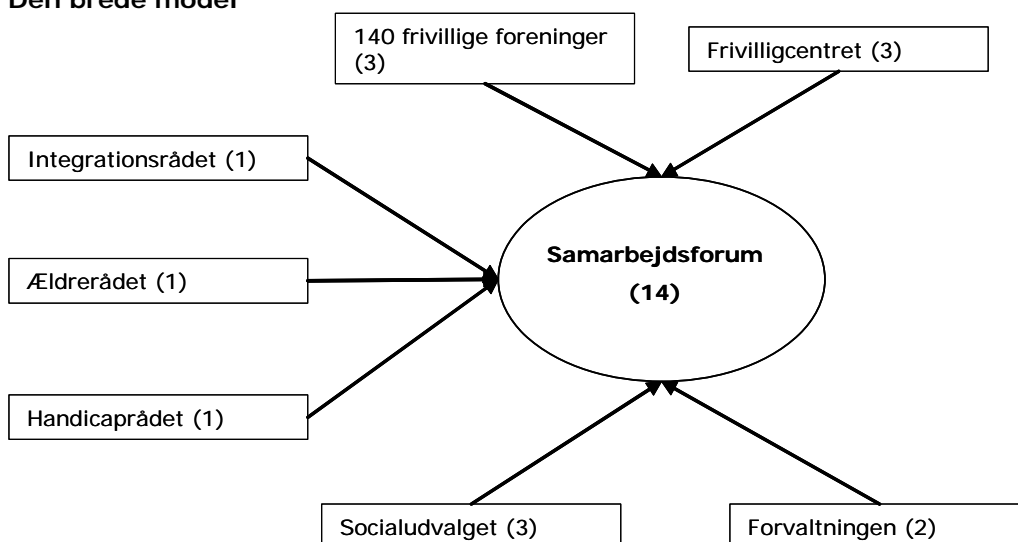 Den brede model
140 frivillige foreninger
(3)
Frivilligcentret (3)
Integrationsrådet (1)
Samarbejdsforum
(14)
Ældrerådet (1)
Handicaprådet (1)
Socialudvalget (3)
Forvaltningen (2)